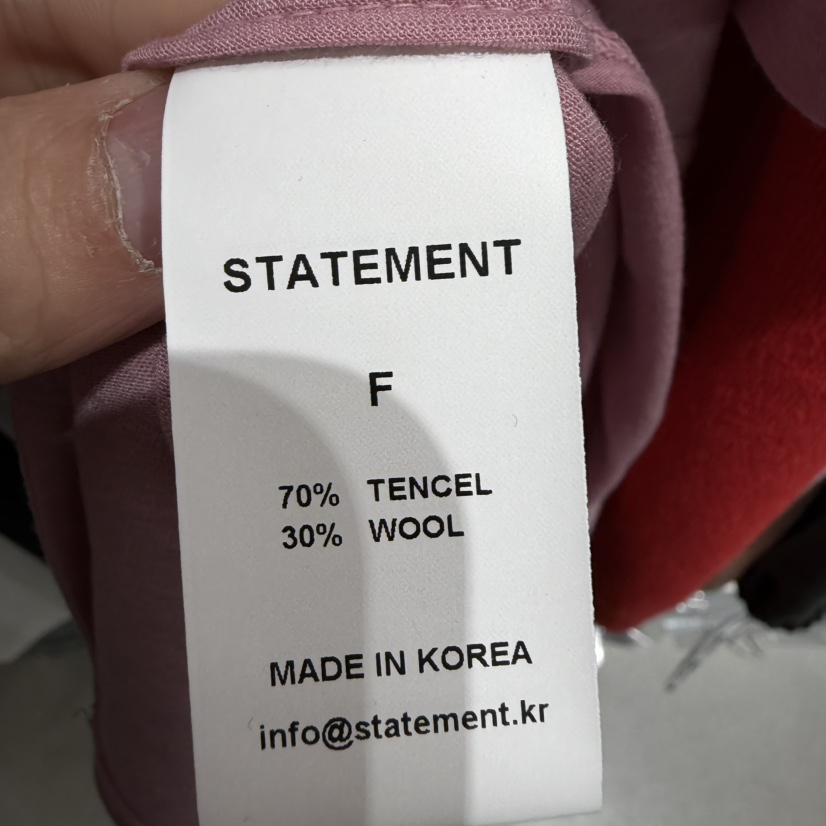 STATEMENT
F
70% TENCEL
30% WOOL
MADE IN KOREA
info@statement.kr